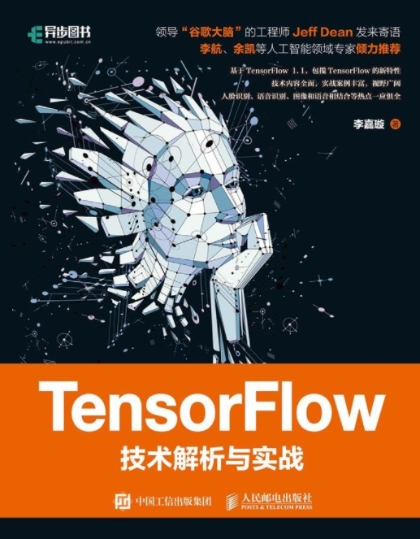 异步图书
www.epubit.com.cn
领导“谷歌大脑”的工程师 Jeff Dean 发来寄语
李航、余凯等人工智能领域专家倾力推荐
基于TensorFlow 1.1，包揽TensorFlow的新特性
技术内容全面，实战案例丰富，视野广阔
人脸识别、语音识别、图像和语音相结合等热点一应俱全
李嘉璇 著
TensorFlow
技术解析与实战
中国工信出版集团
人民邮电出版社
POSTS & TELECOM PRESS